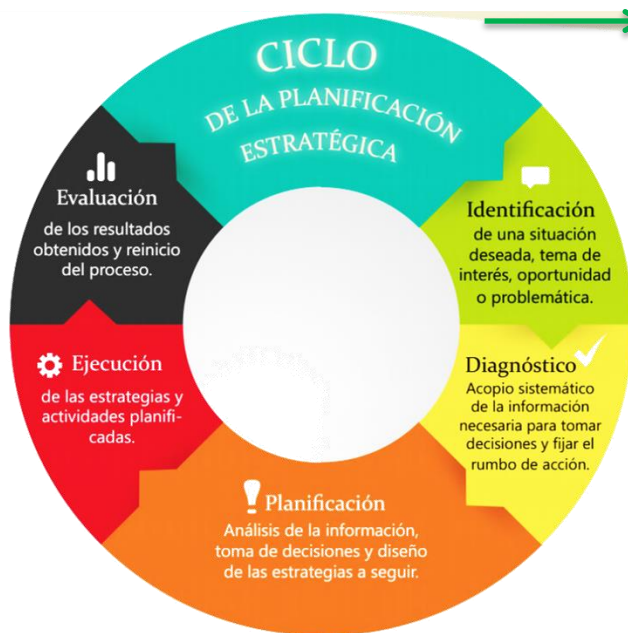 CICLO
DE LA PLANIFICACIÓN
ESTRATÉGICA
Identificación
de una situación
deseada, tema de
interés, oportunidad
o problemática.
Diagnóstico
Acopio sistemático
de la información
necesaria para tomar
decisiones y fijar el
rumbo de acción.
Planificación
Análisis de la información,
toma de decisiones y diseño
de las estrategias a seguir.
Ejecución
de las estrategias y
actividades planifi-
cadas.
Evaluación
de los resultados
obtenidos y reinicio
del proceso.